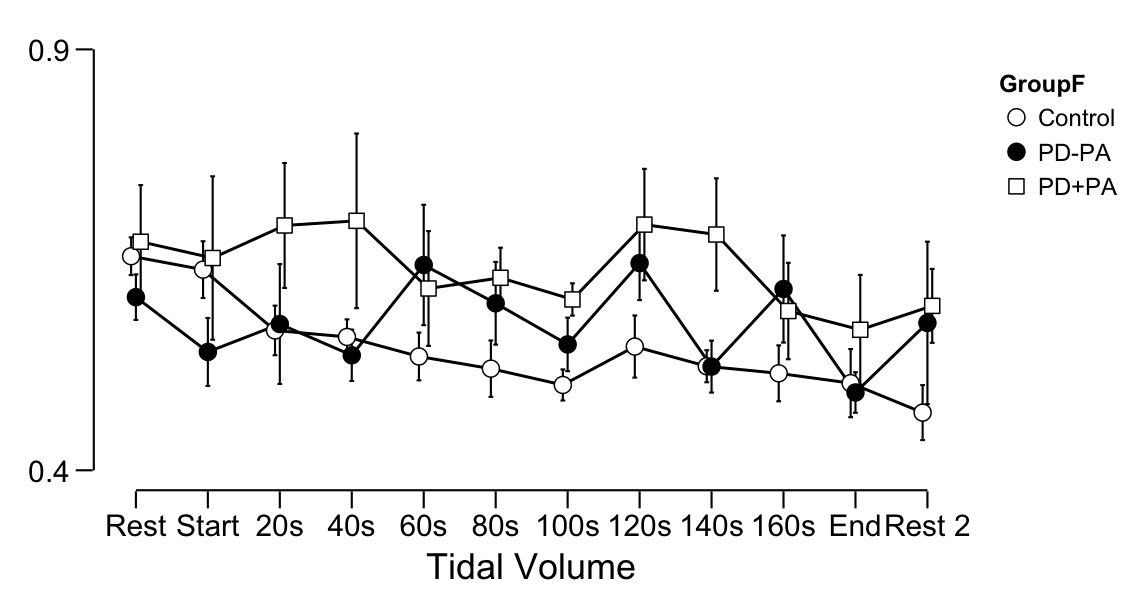 0.9
0.4
GroupF
Control
PD-PA
PD+PA
Rest Start 20s 40s 60s 80s 100s 120s 140s 160s End Rest 2
Tidal Volume